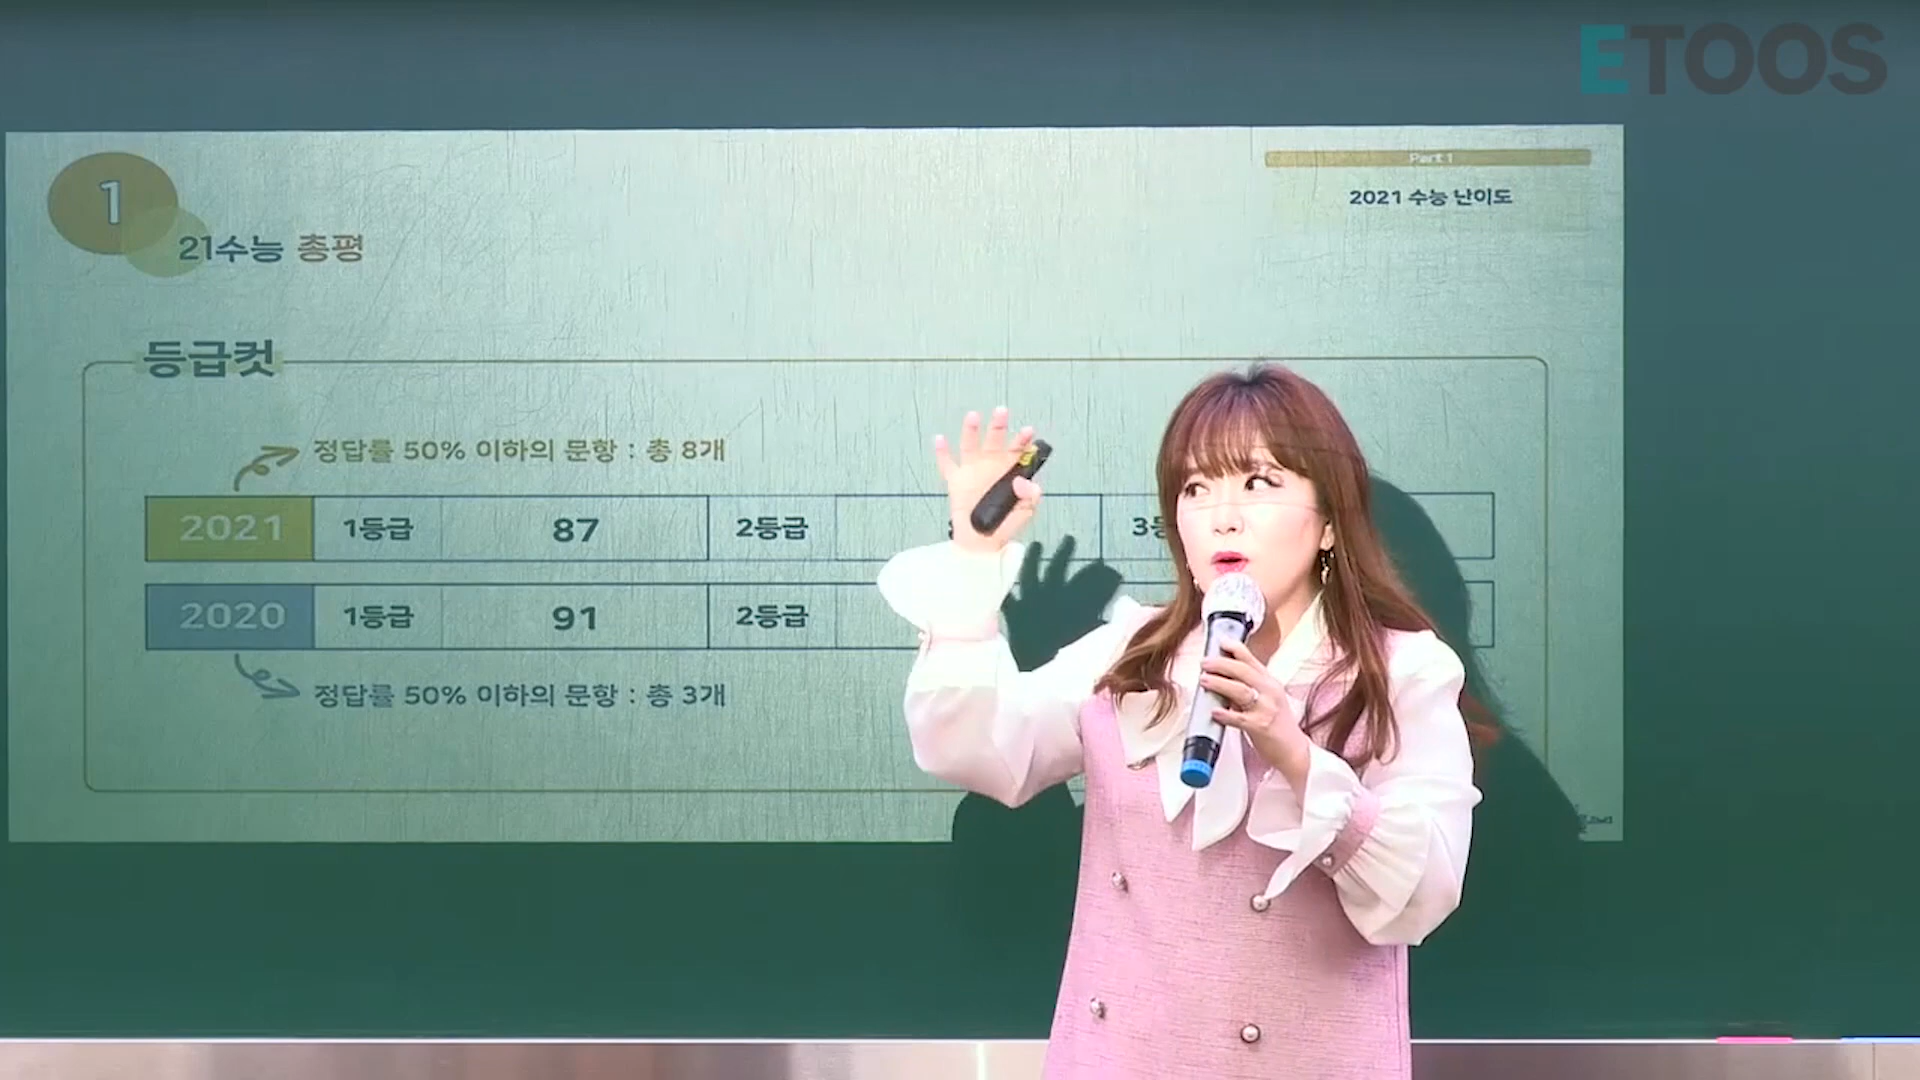 ETOOS
1
21수능 총평
Part 1
2021 수능 난이도
등급컷
정답률 50% 이하의 문항 : 총 8개
2021 1등급 87 2등급
2020 1등급 91 2등급
정답률 50% 이하의 문항 : 총 3개